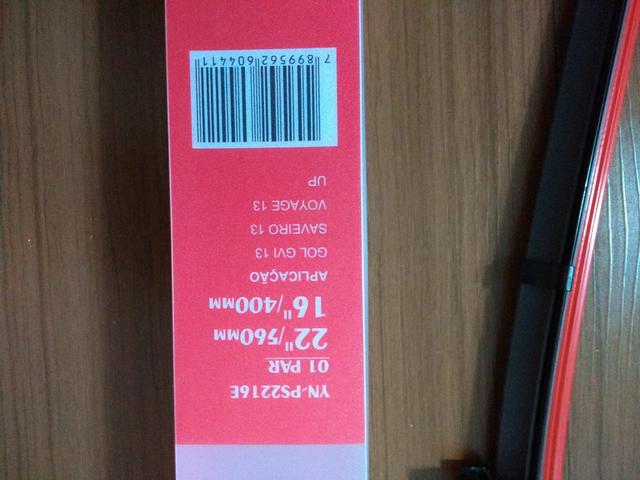 YN-PS2216E
01 PAR
22"/560MM
16"/400MM
APLICAÇÃO
GOL GVI 13
SAVEIRO 13
VOYAGE 13
UP
7 899562 604411